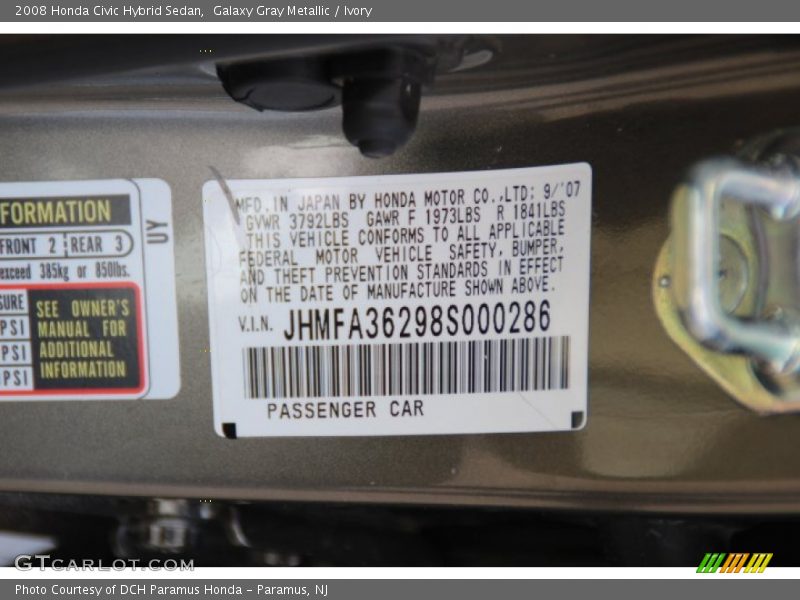 2008 Honda Civic Hybrid Sedan,  Galaxy Gray Metallic / Ivory
FORMATION
FRONT 2 REAR 3
exceed 385kg or 850lbs.
SURE
PSI
PSI
PSI
SEE OWNER'S
MANUAL FOR
ADDITIONAL
INFORMATION
UY
MFD. IN JAPAN BY HONDA MOTOR CO.,LTD; 9/'07
GVWR 3792LBS GAWR F 1973LBS R 1841LBS
THIS VEHICLE CONFORMS TO ALL APPLICABLE
FEDERAL MOTOR VEHICLE SAFETY, BUMPER,
AND THEFT PREVENTION STANDARDS IN EFFECT
ON THE DATE OF MANUFACTURE SHOWN ABOVE.
V.I.N. JHMFA36298S000286
PASSENGER CAR
GTCARLOT.COM
Photo Courtesy of DCH Paramus Honda - Paramus, NJ